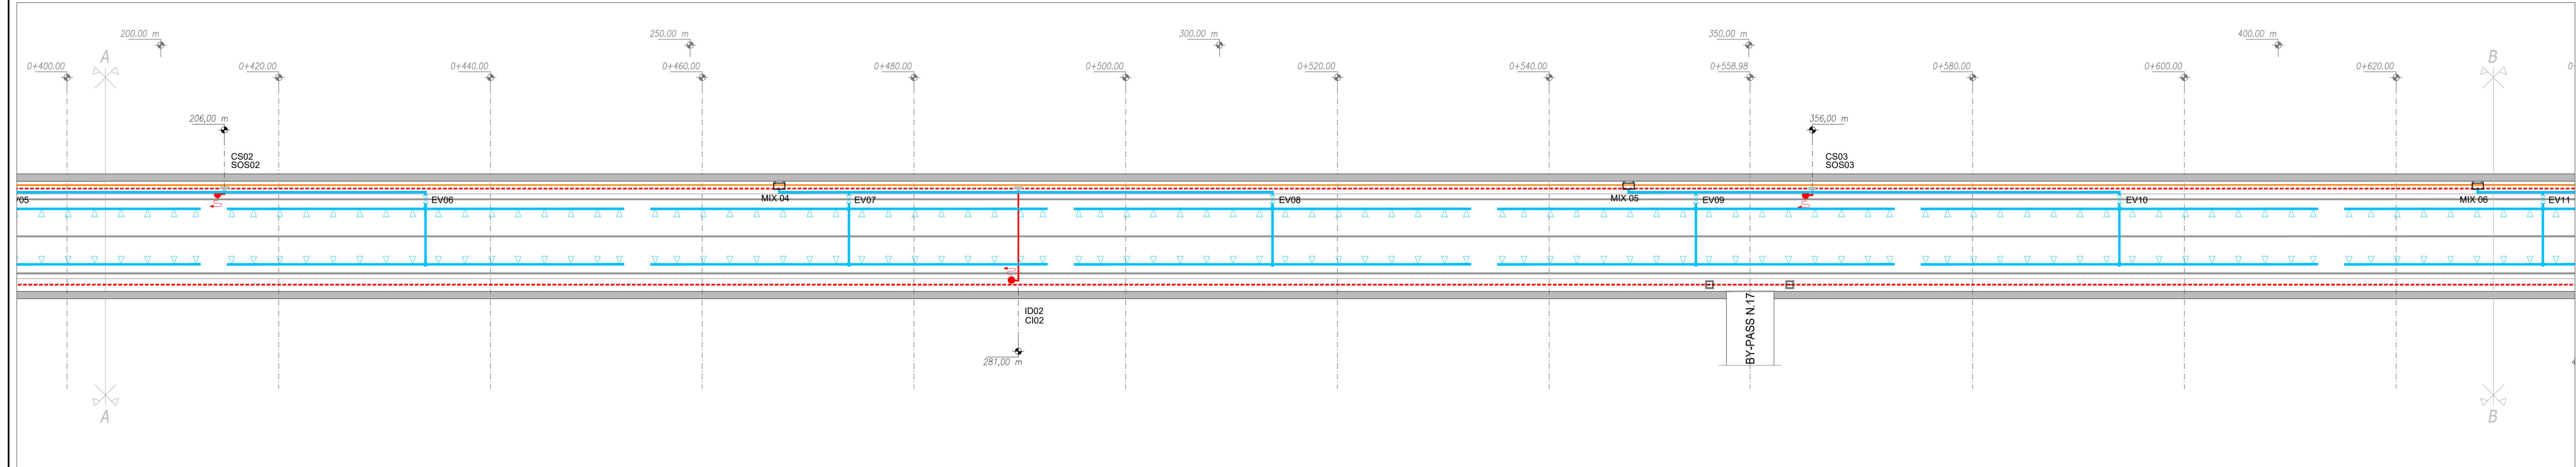 200.00 m
250.00 m
300.00 m
350.00 m
400.00 m
A
B
0+400.00
0+420.00
0+440.00
0+460.00
0+480.00
0+500.00
0+520.00
0+540.00
0+558.98
0+580.00
0+600.00
0+620.00
206,00 m
356,00 m
CS02
SOS02
CS03
SOS03
EV06
MIX 04
EV07
EV08
MIX 05
EV09
EV10
MIX 06
EV11
ID02
CI02
281,00 m
BY-PASS N.17
A
B